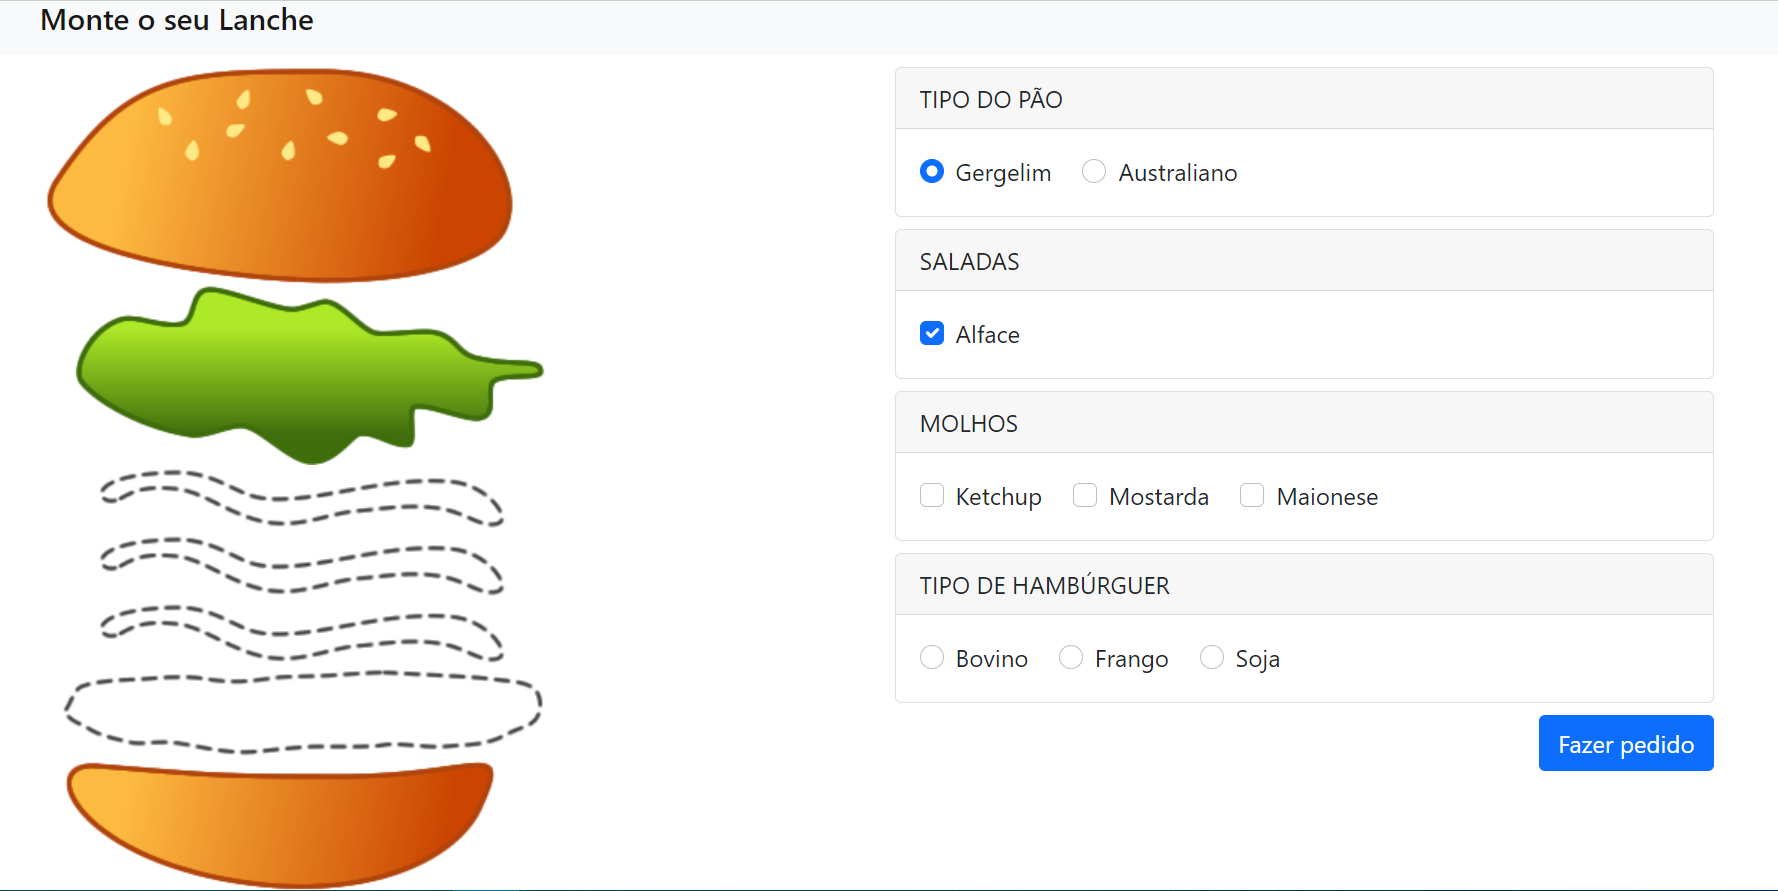 Monte o seu Lanche
TIPO DO PÃO
Gergelim Australiano
SALADAS
Alface
MOLHOS
Ketchup Mostarda Maionese
TIPO DE HAMBÚRGUER
Bovino Frango Soja
Fazer pedido